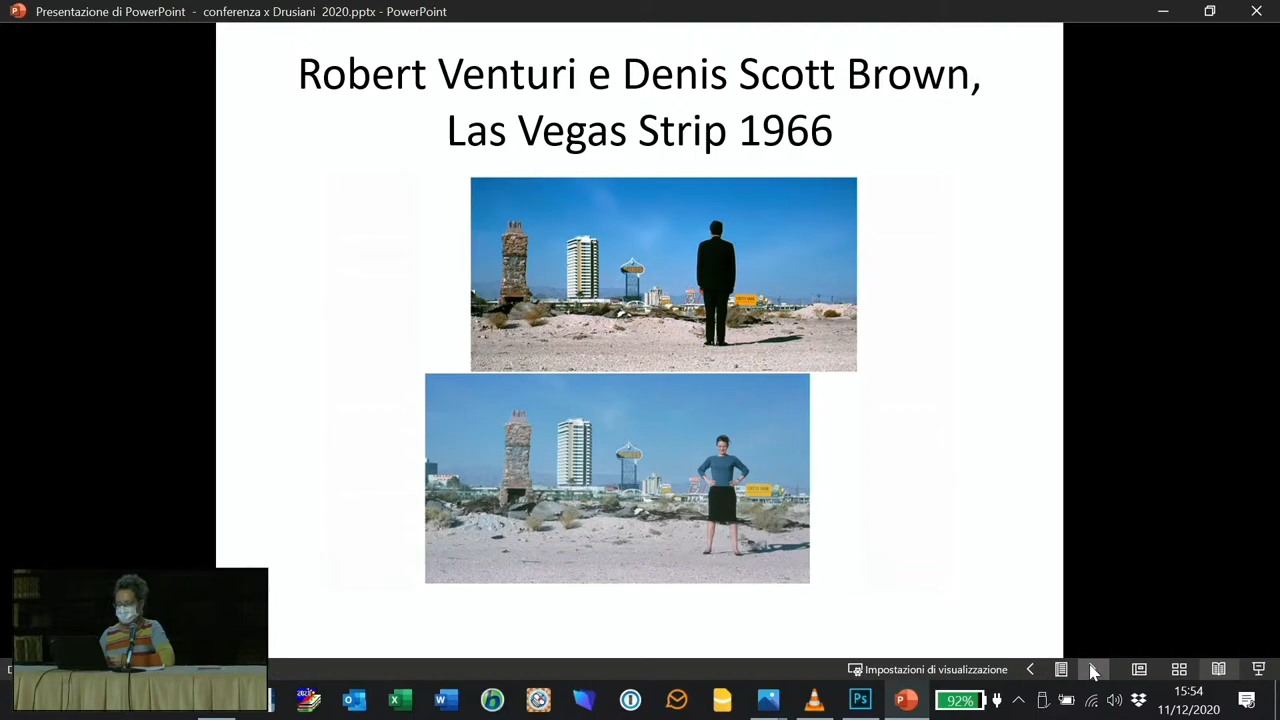 Presentazione di PowerPoint - conferenza x Drusiani 2020.pptx - PowerPoint
Robert Venturi e Denis Scott Brown,
Las Vegas Strip 1966
Impostazioni di visualizzazione
92%
15:54
11/12/2020